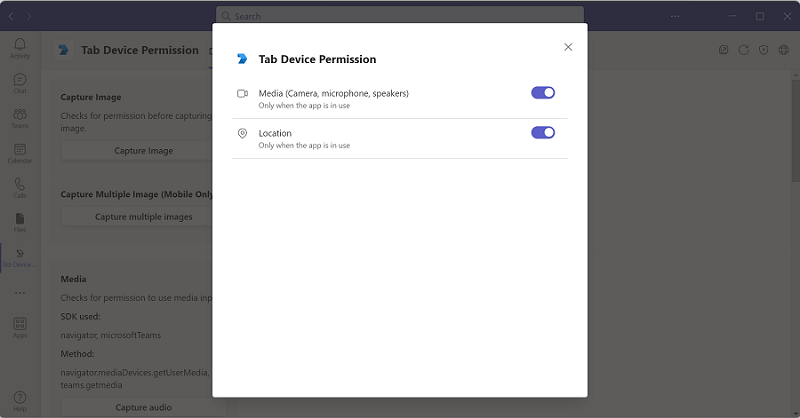 Search
Activity
Chat
Teams
Calendar
Calls
Files
Tab Device...
Apps
Help
Tab Device Permission
Capture Image
Checks for permission before capturing
image.
Capture Image
Capture Multiple Image (Mobile Only
Capture multiple images
Media
Checks for permission to use media inp
SDK used:
navigator, microsoftTeams
Method:
navigator.mediaDevices.getUserMedia,
teams.getmedia
Capture audio
Tab Device Permission
Media (Camera, microphone, speakers)
Only when the app is in use
Location
Only when the app is in use